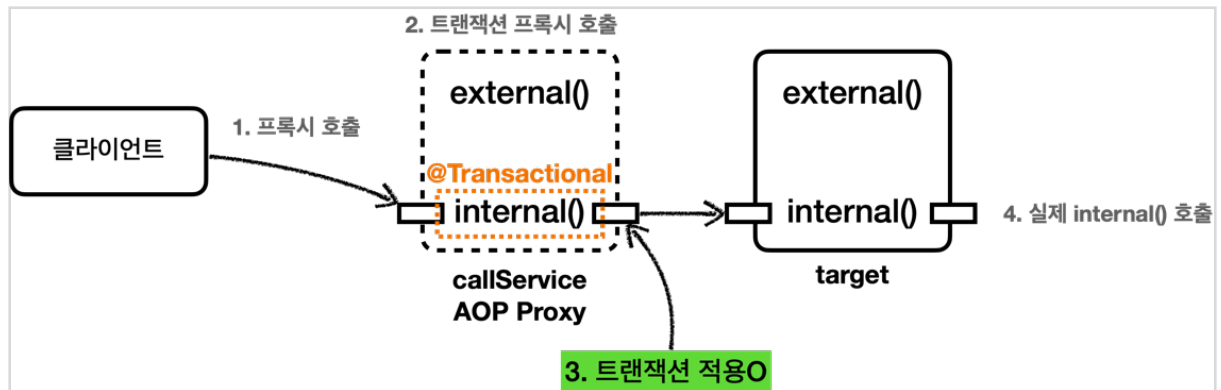 2. 트랜잭션 프록시 호출
external()
external()
1. 프록시 호출
클라이언트
@Transactional
internal()
internal()
4. 실제 internal() 호출
callService
AOP Proxy
target
3. 트랜잭션 적용O